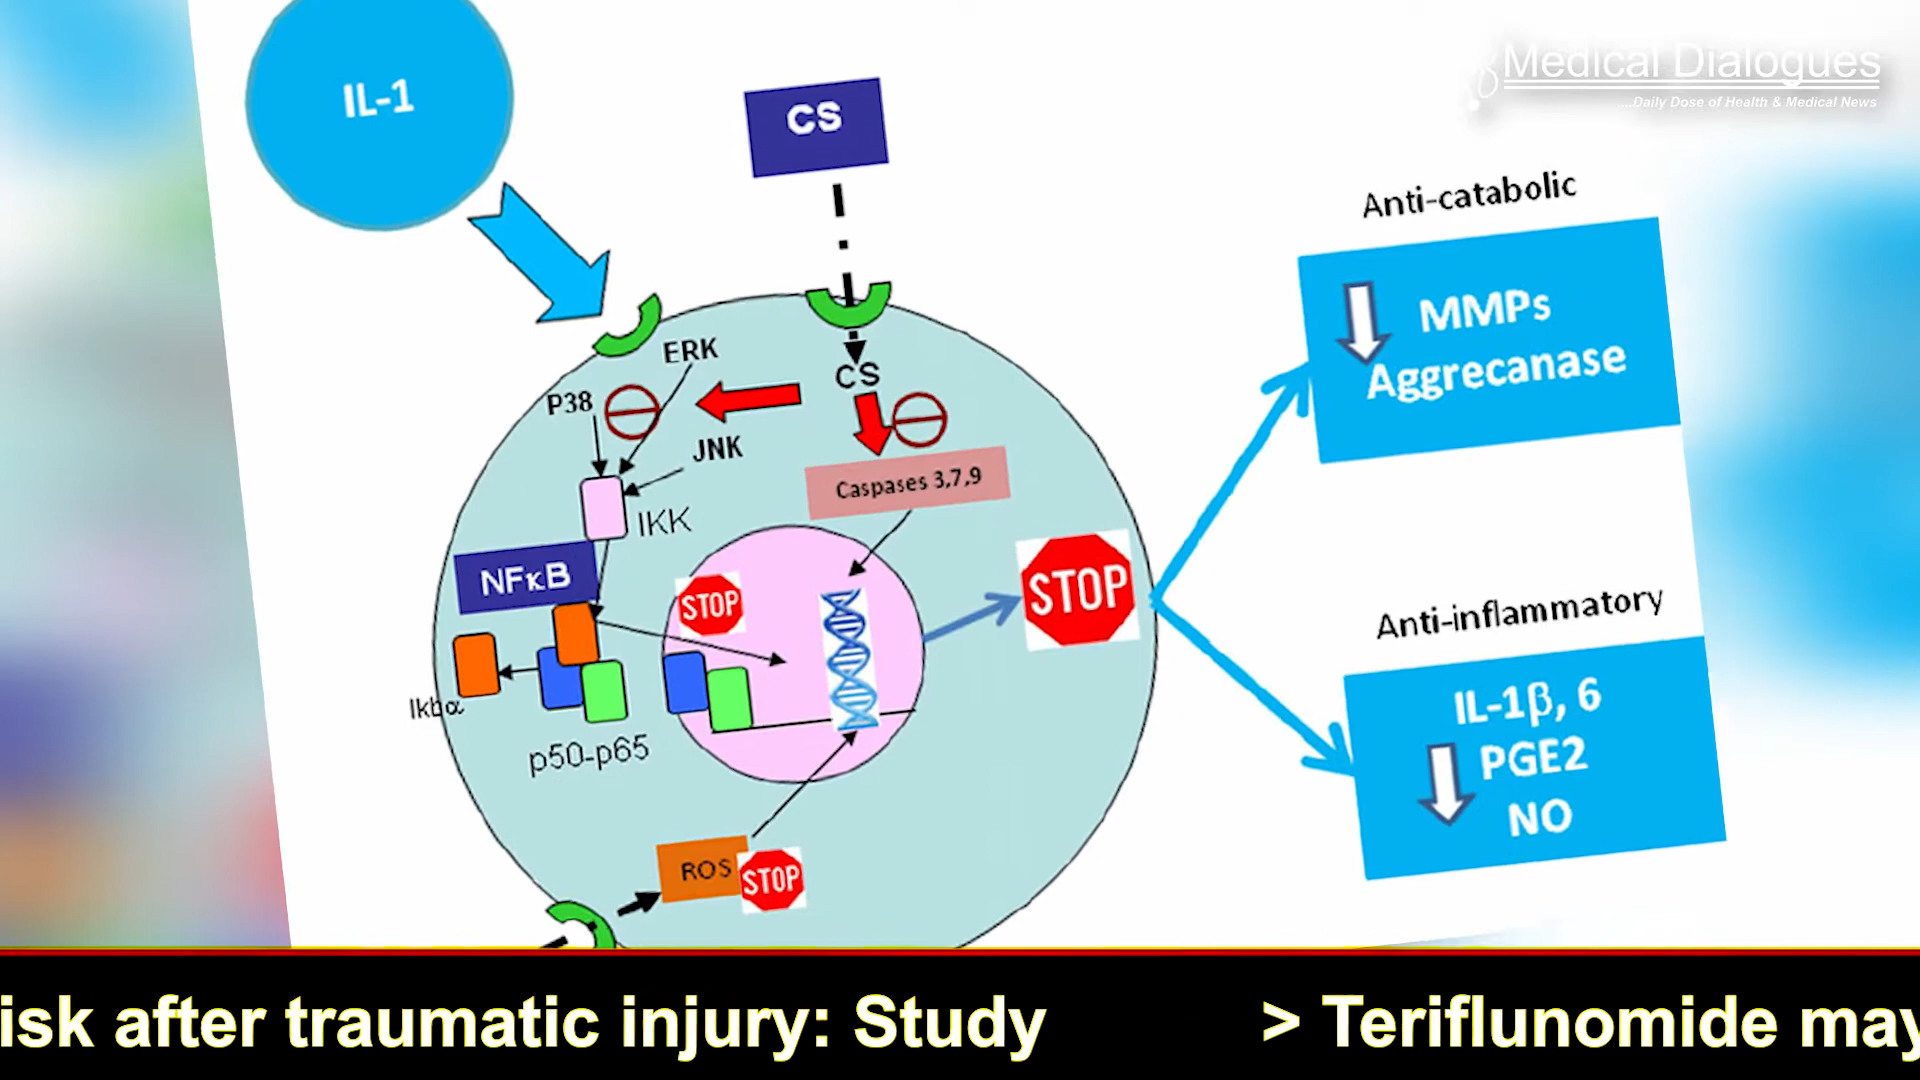 Medical Dialogues
....Daily Dose of Health & Medical News
IL-1
CS
Anti-catabolic
MMPs
Aggrecanase
ERK
CS
P38
JNK
Caspases 3,7,9
IKK
NFκB
STOP
STOP
Ikbα
p50-p65
Anti-inflammatory
IL-1β, 6
PGE2
NO
ROS
STOP
isk after traumatic injury: Study
> Teriflunomide may